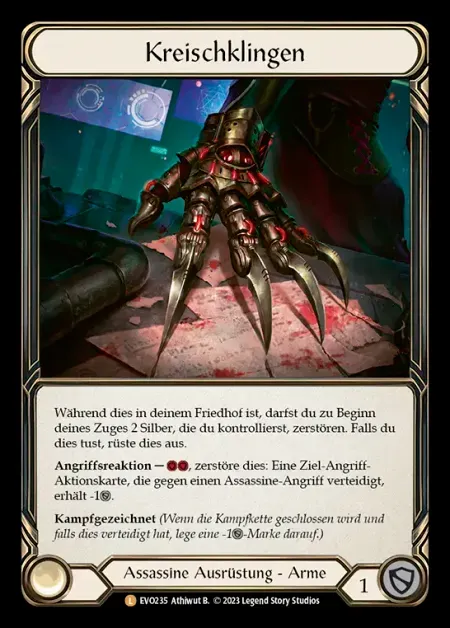 Kreischklingen
Während dies in deinem Friedhof ist, darfst du zu Beginn
deines Zuges 2 Silber, die du kontrollierst, zerstören. Falls du
dies tust, rüste dies aus.
Angriffsreaktion — , zerstöre dies: Eine Ziel-Angriff-
Aktionskarte, die gegen einen Assassine-Angriff verteidigt,
erhält -1.
Kampfgezeichnet (Wenn die Kampfkette geschlossen wird und
falls dies verteidigt hat, lege eine -1-Marke darauf.)
Assassine Ausrüstung - Arme
1
L EVO235 Athiwut B. © 2023 Legend Story Studios